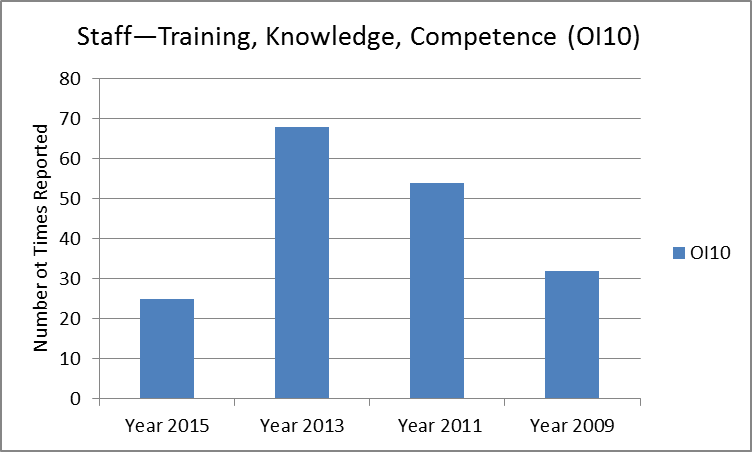 Staff—Training, Knowledge, Competence (OI10)
Number ot Times Reported
80
70
60
50
40
30
20
10
0
Year 2015
Year 2013
Year 2011
Year 2009
OI10